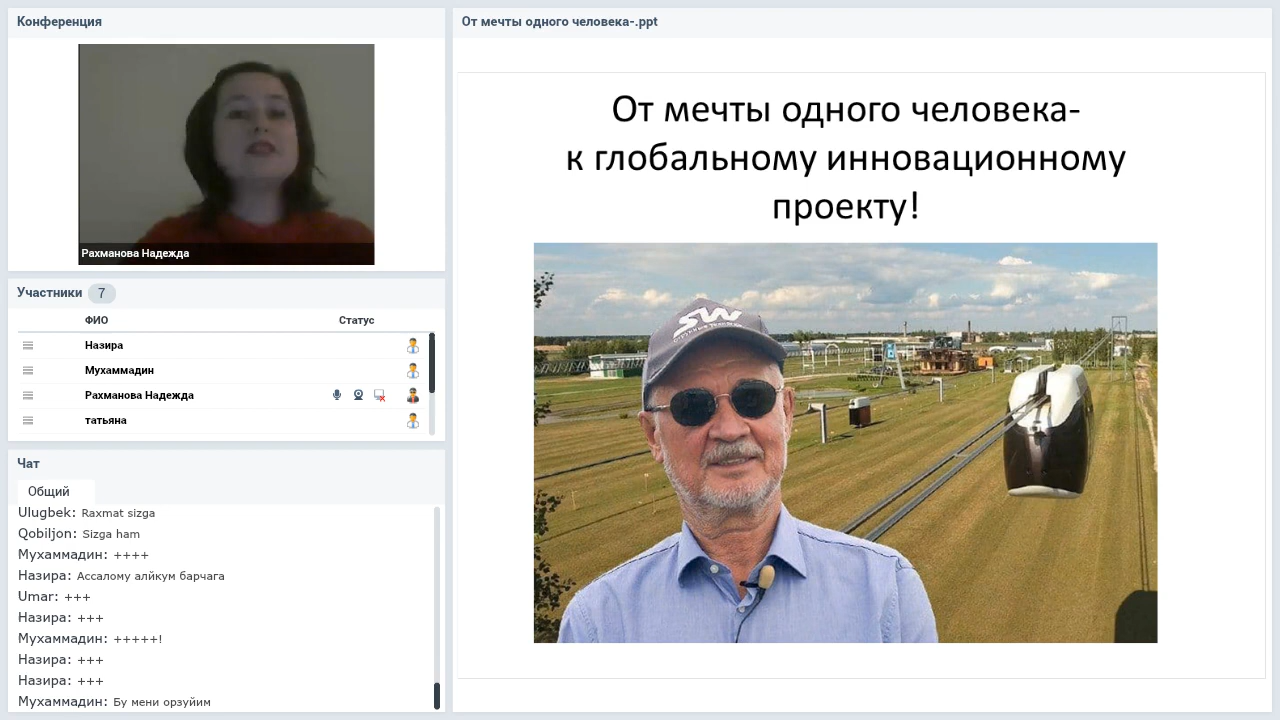 Конференция
Рахманова Надежда
Участники 7
ФИО Статус
Назира
Мухаммадин
Рахманова Надежда
татьяна
Чат
Общий
Ulugbek: Raxmat sizga
Qobiljon: Sizga ham
Мухаммадин: ++++
Назира: Ассалому алйкум барчага
Umar: +++
Назира: +++
Мухаммадин: +++++!
Назира: +++
Назира: +++
Мухаммадин: Бу мени орзуйим
От мечты одного человека-.ppt
От мечты одного человека-
к глобальному инновационному
проекту!
SW